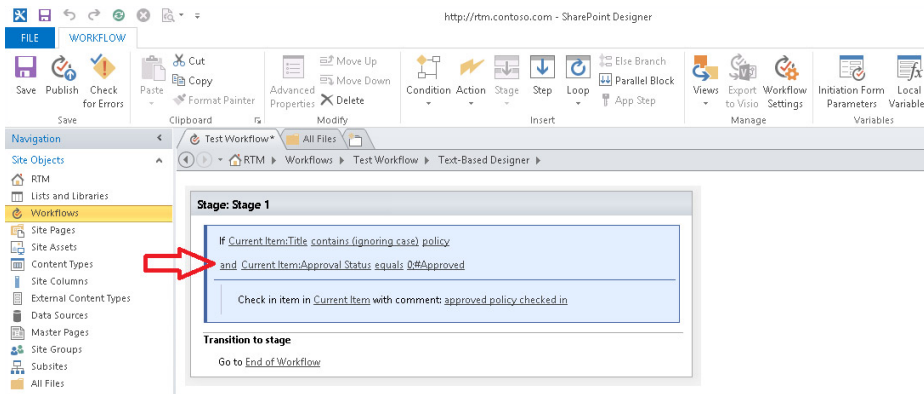 http://rtm.contoso.com - SharePoint Designer
FILE WORKFLOW
Save Publish Check for Errors
Save
Paste
Cut
Copy
Format Painter
Clipboard
Advanced Properties
Move Up
Move Down
Delete
Modify
Condition Action Stage Step Loop
Else Branch
Parallel Block
App Step
Insert
Views Export to Visio Workflow Settings
Manage
Initiation Form Parameters Local Variable
Variables
Navigation
Test Workflow* All Files
Site Objects
RTM Workflows Test Workflow Text-Based Designer
RTM
Lists and Libraries
Workflows
Site Pages
Site Assets
Content Types
Site Columns
External Content Types
Data Sources
Master Pages
Site Groups
Subsites
All Files
Stage: Stage 1
If Current Item:Title contains (ignoring case) policy
and Current Item:Approval Status equals 0;#Approved
Check in item in Current Item with comment: approved policy checked in
Transition to stage
Go to End of Workflow